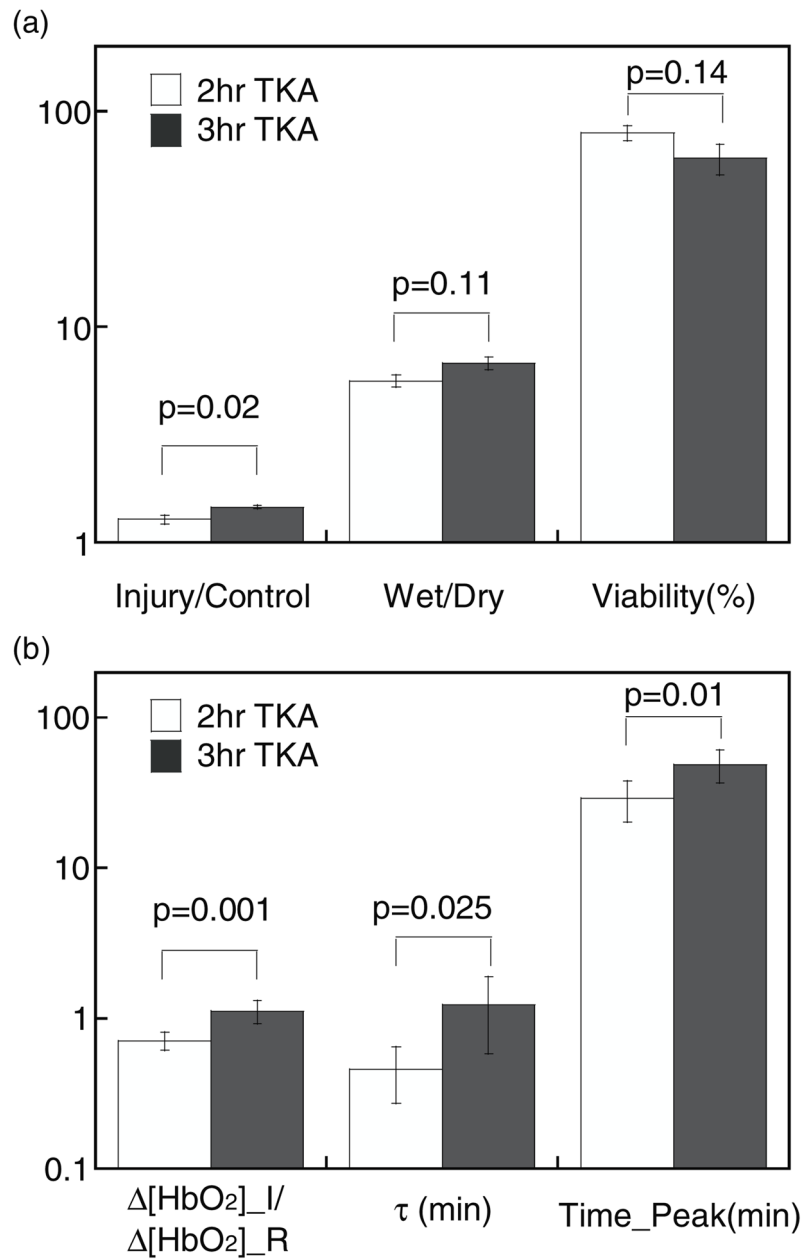 (a)
2hr TKA
3hr TKA
100
10
1
p=0.02
p=0.11
p=0.14
Injury/Control
Wet/Dry
Viability(%)
(b)
2hr TKA
3hr TKA
100
10
1
0.1
p=0.001
p=0.025
p=0.01
Δ[HbO₂]_I/
Δ[HbO₂]_R
τ (min)
Time_Peak(min)